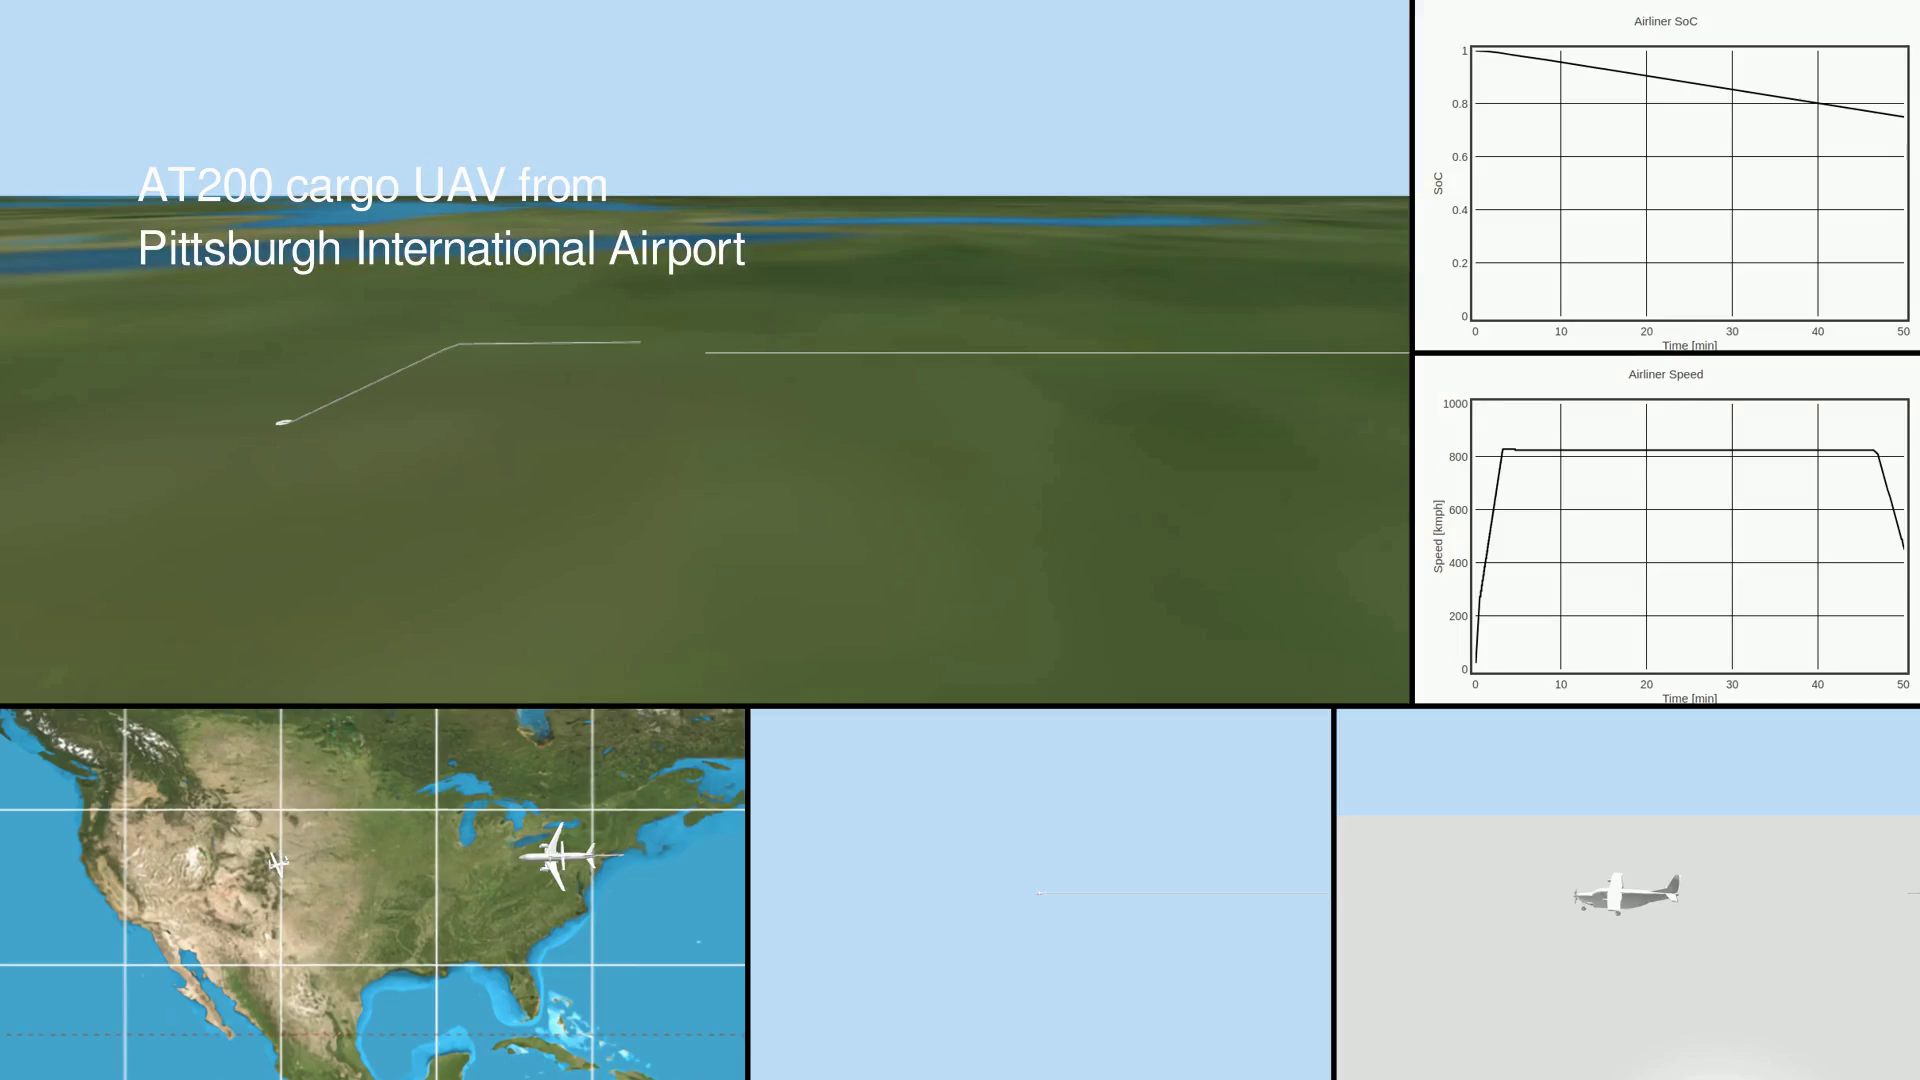 AT200 cargo UAV from
Pittsburgh International Airport
Airliner SoC
1
0.8
0.6
0.4
0.2
0
SoC
0 10 20 30 40 50
Time [min]
Airliner Speed
1000
800
600
400
200
0
Speed [kmph]
0 10 20 30 40 50
Time [min]